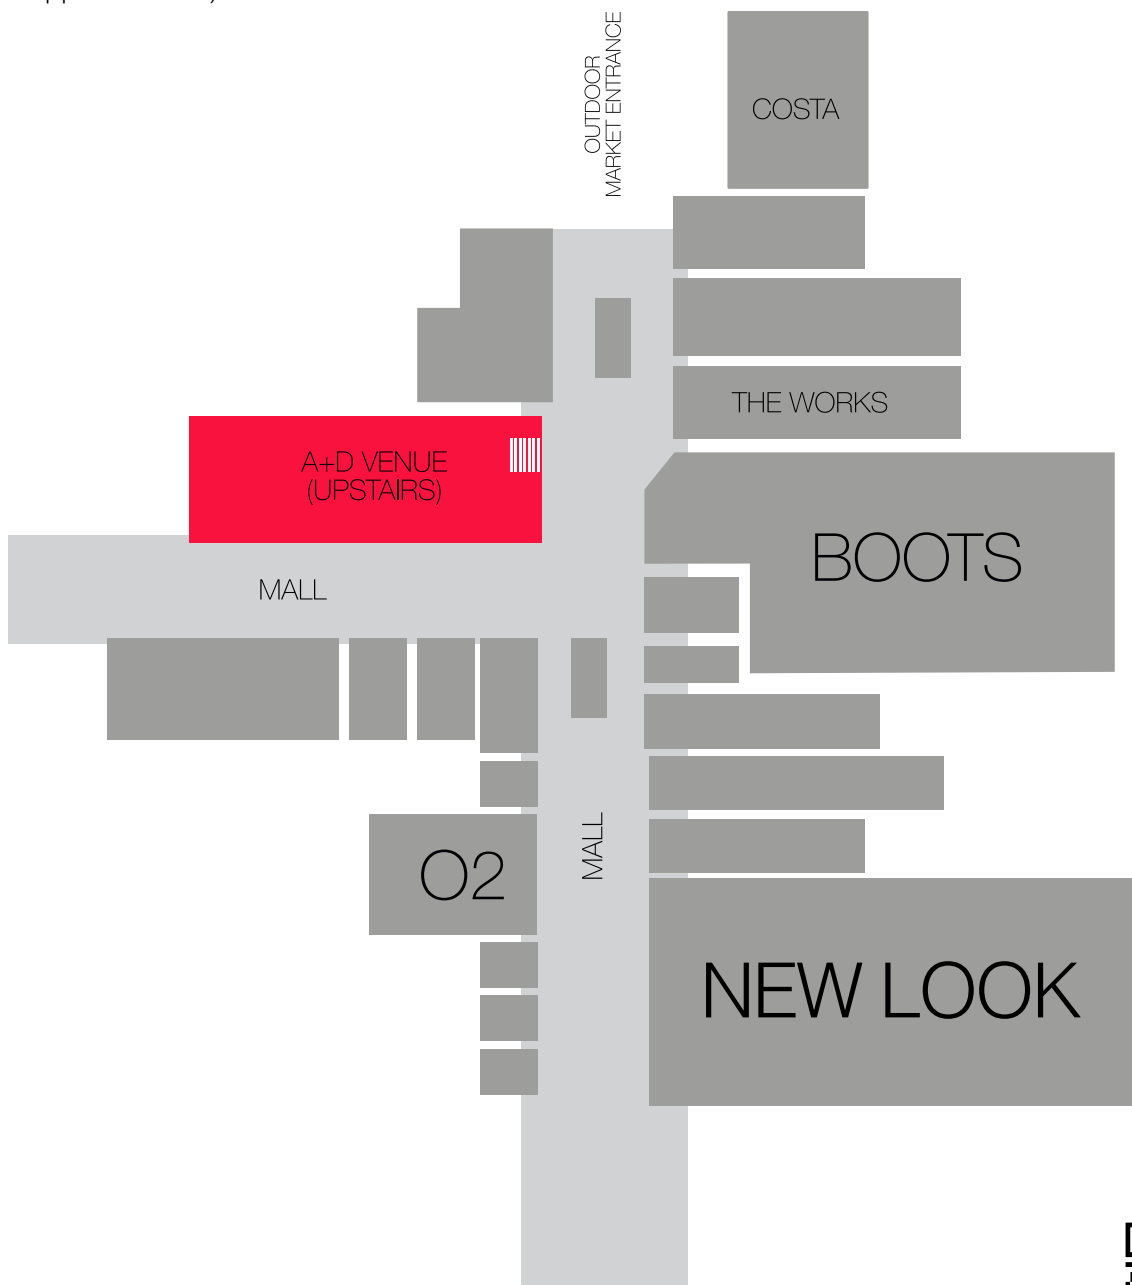 OUTDOOR
MARKET ENTRANCE
COSTA
THE WORKS
A+D VENUE
(UPSTAIRS)
BOOTS
MALL
MALL
O2
NEW LOOK